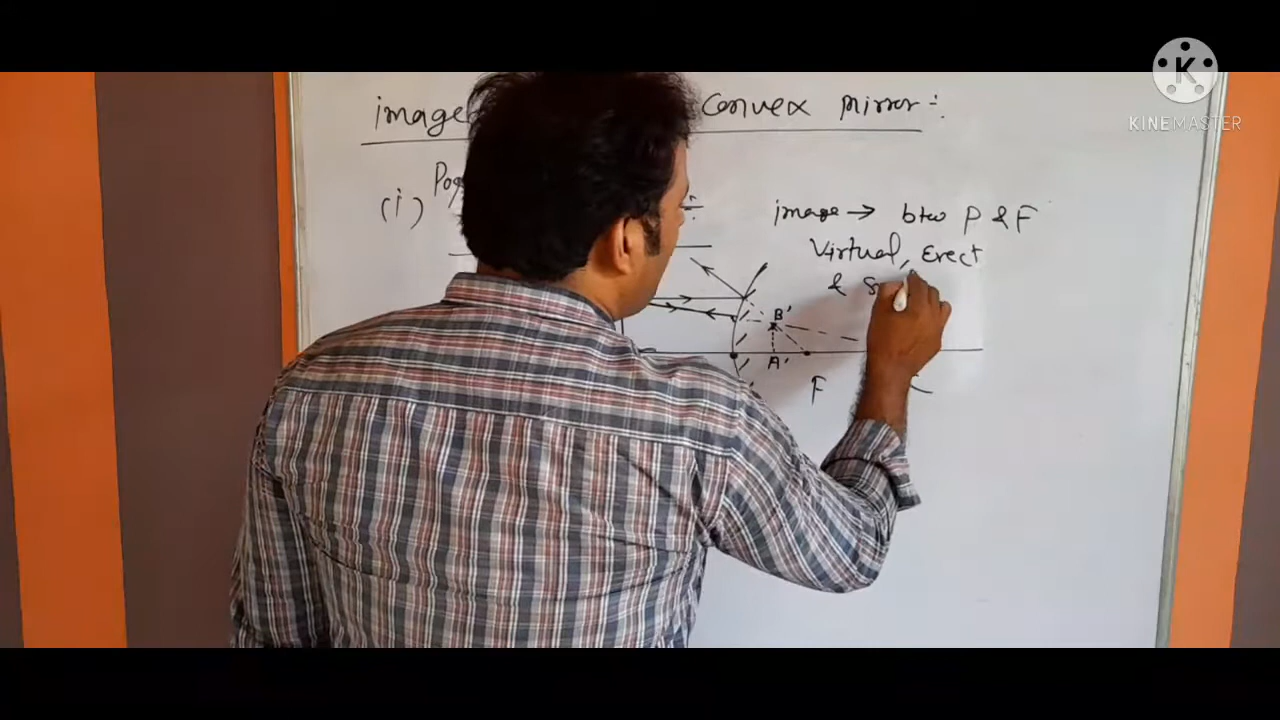 image convex mirror :
(i)
image → btw P & F
Virtual, Erect
& S
B'
A'
F
K
KINEMASTER